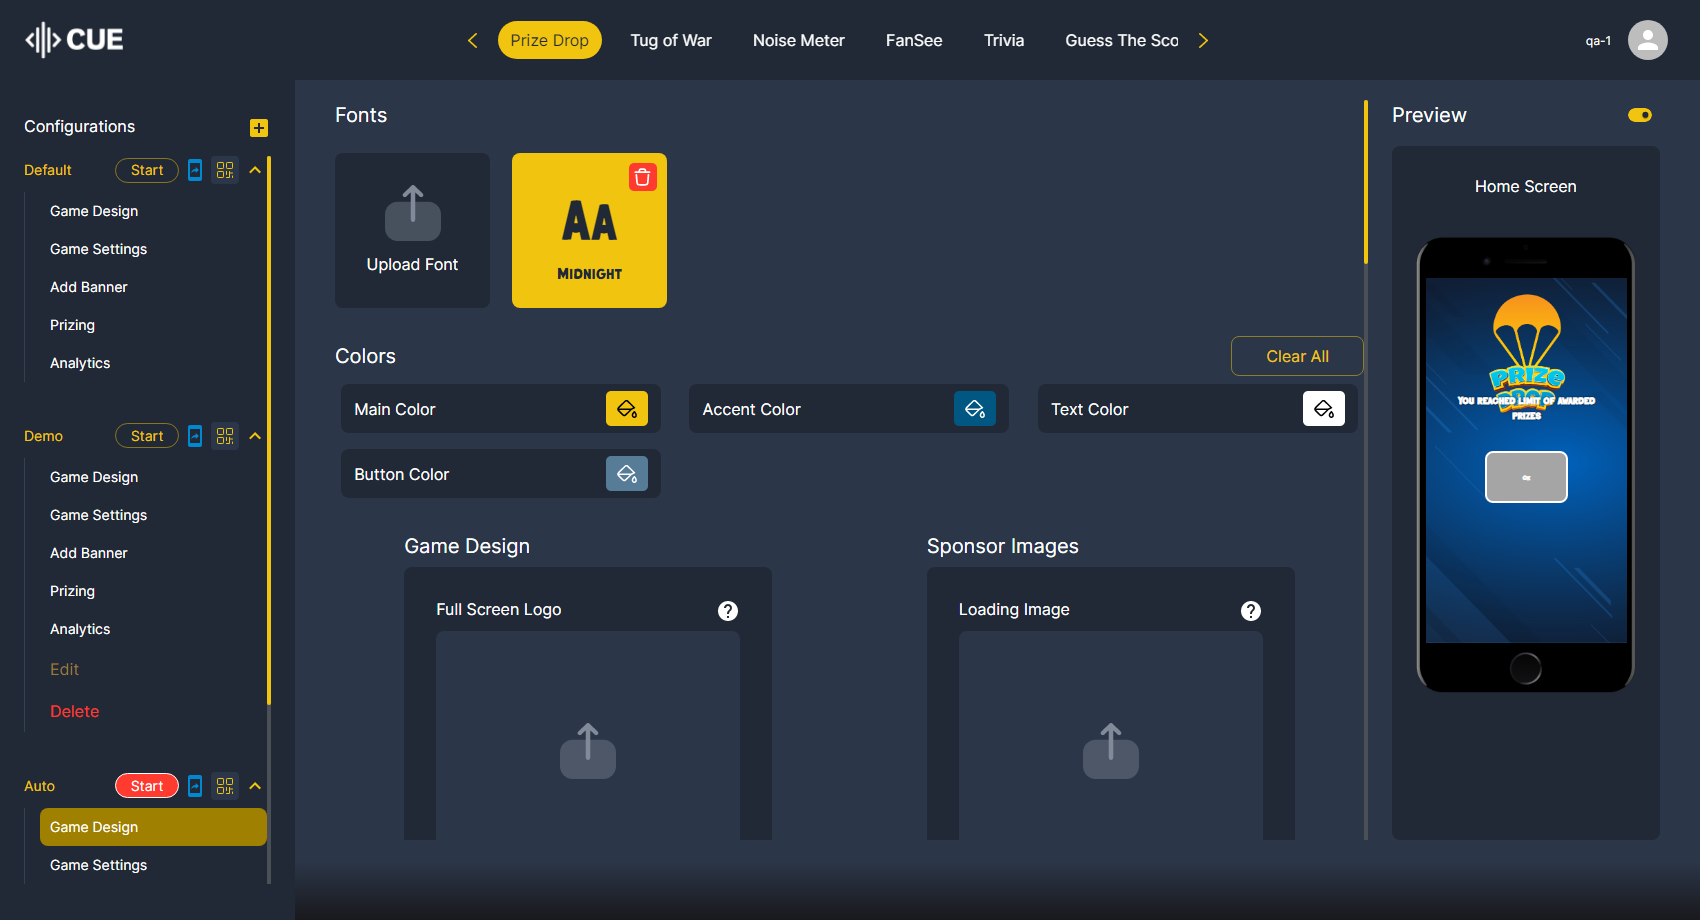 CUE
Prize Drop
Tug of War
Noise Meter
FanSee
Trivia
Guess The Sco
qa-1
Configurations
Default
Start
Game Design
Game Settings
Add Banner
Prizing
Analytics
Demo
Start
Game Design
Game Settings
Add Banner
Prizing
Analytics
Edit
Delete
Auto
Start
Game Design
Game Settings
Fonts
Upload Font
AA
MIDNIGHT
Colors
Clear All
Main Color
Accent Color
Text Color
Button Color
Game Design
Full Screen Logo
?
Sponsor Images
Loading Image
?
Preview
Home Screen
PRIZE
DROP
YOU REACHED LIMIT OF AWARDED
PRIZES